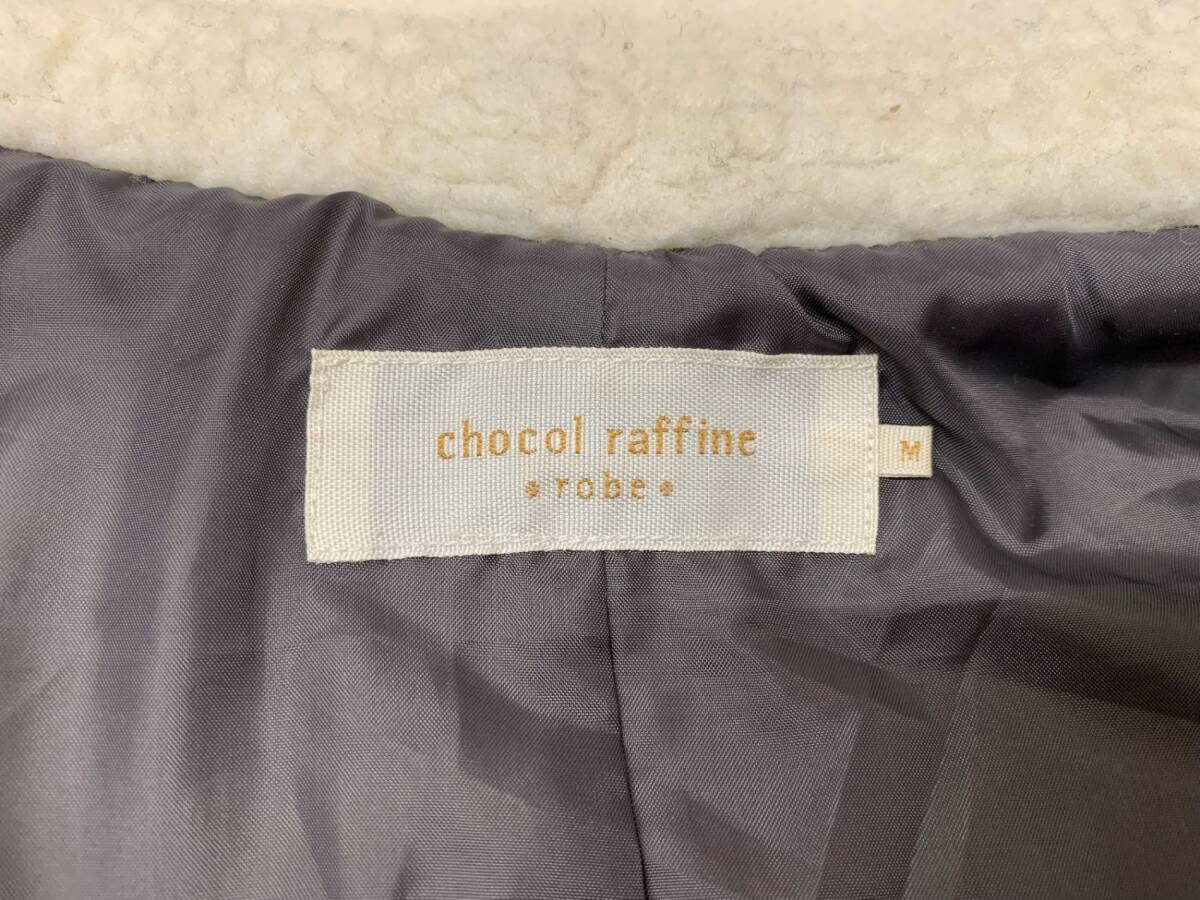 chocol raffine
*robe*
M